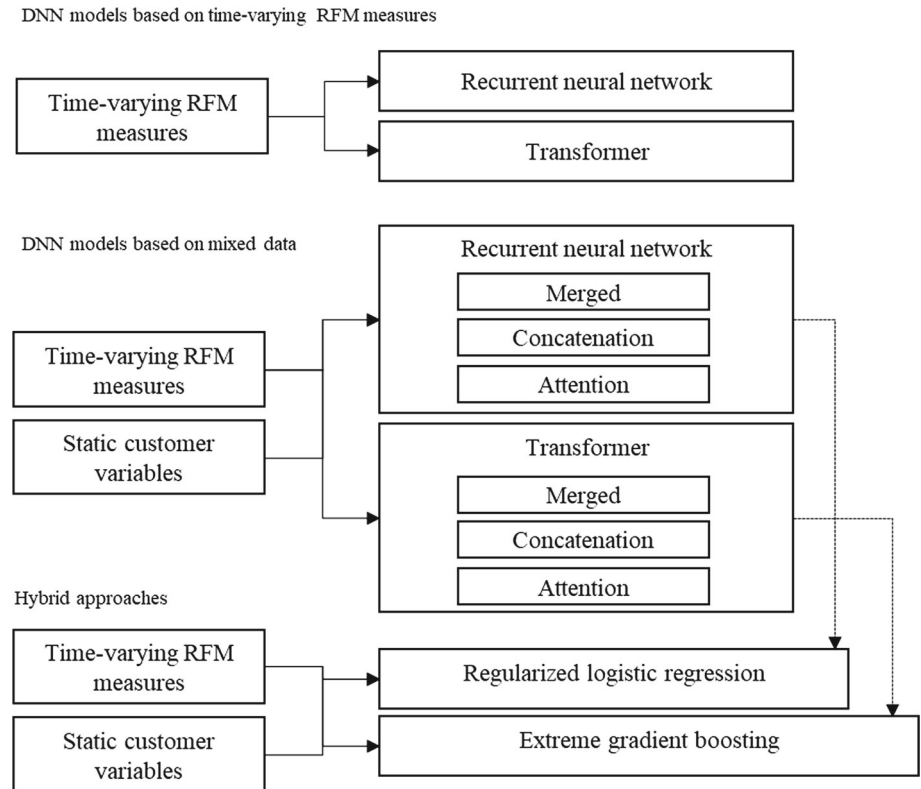 DNN models based on time-varying RFM measures
Time-varying RFM
measures
Recurrent neural network
Transformer
DNN models based on mixed data
Time-varying RFM
measures
Static customer
variables
Recurrent neural network
Merged
Concatenation
Attention
Transformer
Merged
Concatenation
Attention
Hybrid approaches
Time-varying RFM
measures
Static customer
variables
Regularized logistic regression
Extreme gradient boosting